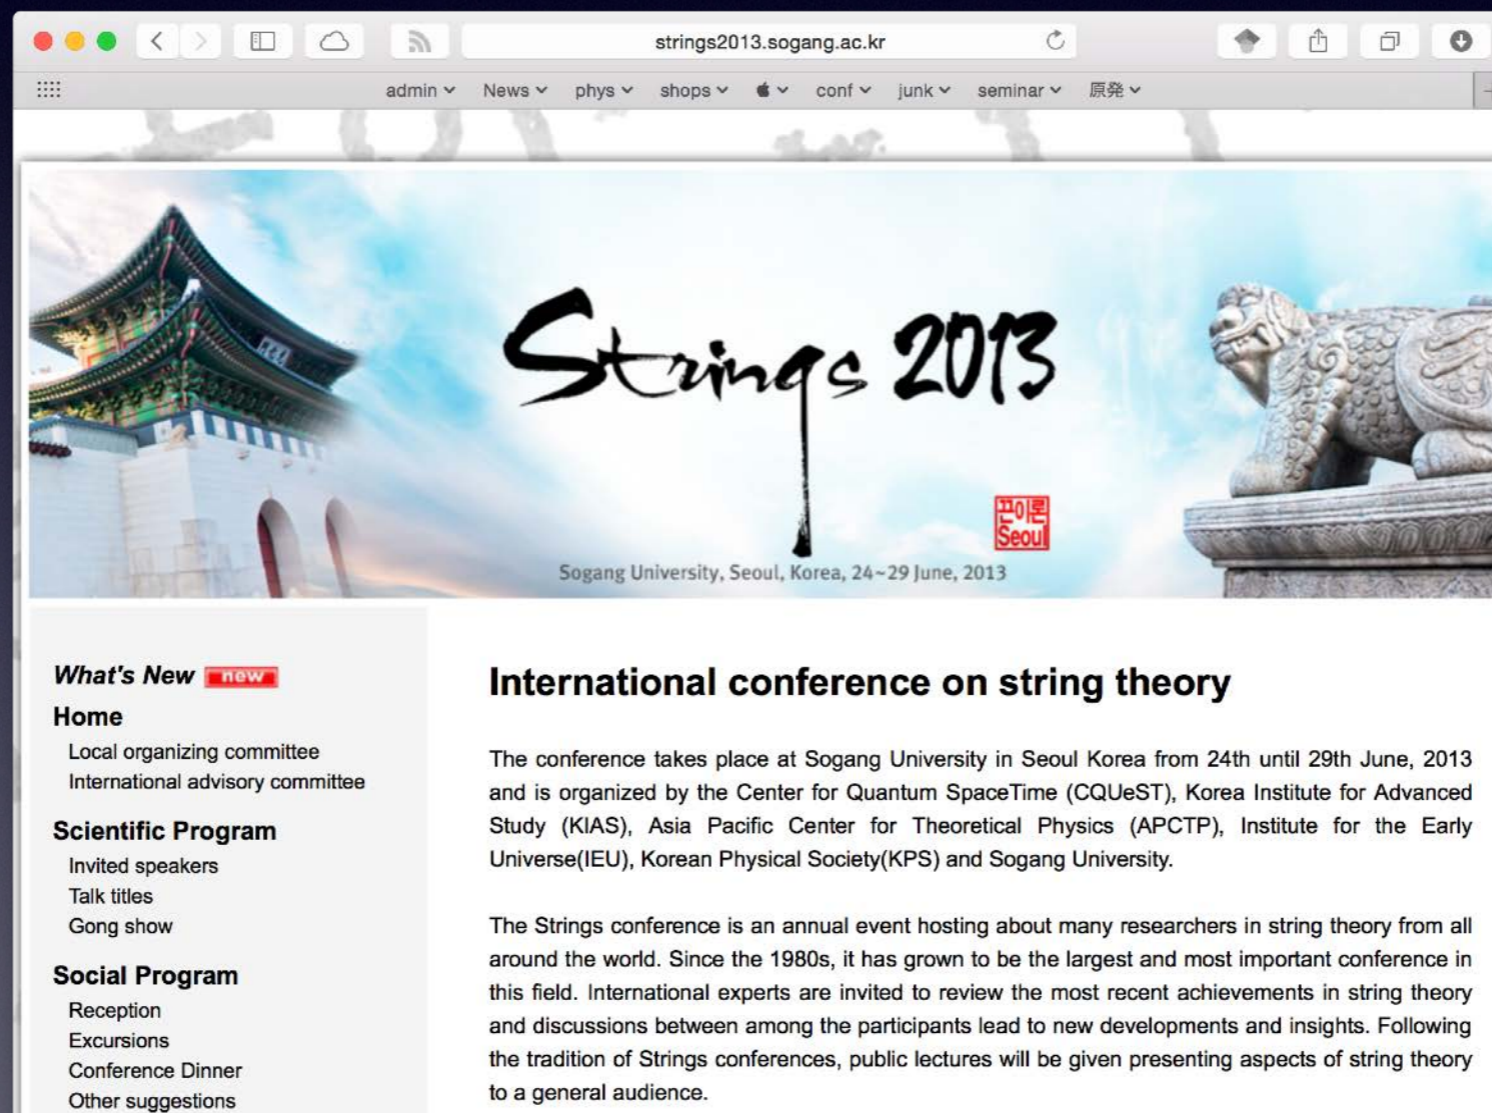 strings2013.sogang.ac.kr
admin News phys shops conf junk seminar 原発
Strings 2013
끈이론
Seoul
Sogang University, Seoul, Korea, 24~29 June, 2013
What's New new
Home
Local organizing committee
International advisory committee
Scientific Program
Invited speakers
Talk titles
Gong show
Social Program
Reception
Excursions
Conference Dinner
Other suggestions
International conference on string theory
The conference takes place at Sogang University in Seoul Korea from 24th until 29th June, 2013
and is organized by the Center for Quantum SpaceTime (CQUeST), Korea Institute for Advanced
Study (KIAS), Asia Pacific Center for Theoretical Physics (APCTP), Institute for the Early
Universe(IEU), Korean Physical Society(KPS) and Sogang University.
The Strings conference is an annual event hosting about many researchers in string theory from all
around the world. Since the 1980s, it has grown to be the largest and most important conference in
this field. International experts are invited to review the most recent achievements in string theory
and discussions between among the participants lead to new developments and insights. Following
the tradition of Strings conferences, public lectures will be given presenting aspects of string theory
to a general audience.